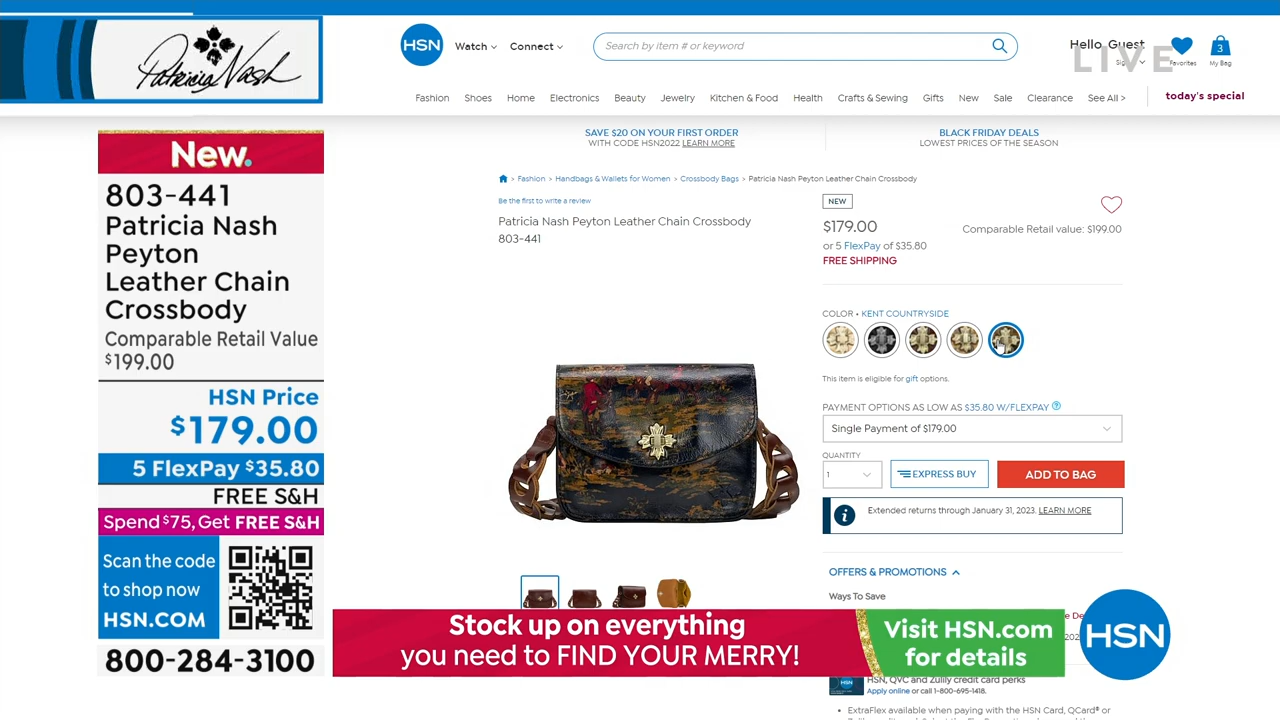 Patricia Nash
HSN
Watch
Connect
Search by item # or keyword
Hello, Guest
LIVE
Favorites
3
My Bag
Fashion
Shoes
Home
Electronics
Beauty
Jewelry
Kitchen & Food
Health
Crafts & Sewing
Gifts
New
Sale
Clearance
See All >
today's special
SAVE $20 ON YOUR FIRST ORDER
WITH CODE HSN2022 LEARN MORE
BLACK FRIDAY DEALS
LOWEST PRICES OF THE SEASON
New.
803-441
Patricia Nash
Peyton
Leather Chain
Crossbody
Comparable Retail Value
$199.00
HSN Price
$179.00
5 FlexPay $35.80
FREE S&H
Spend $75, Get FREE S&H
Scan the code
to shop now
HSN.COM
800-284-3100
> Fashion > Handbags & Wallets for Women > Crossbody Bags > Patricia Nash Peyton Leather Chain Crossbody
Be the first to write a review
Patricia Nash Peyton Leather Chain Crossbody
803-441
NEW
$179.00
Comparable Retail value: $199.00
or 5 FlexPay of $35.80
FREE SHIPPING
COLOR • KENT COUNTRYSIDE
This item is eligible for gift options.
PAYMENT OPTIONS AS LOW AS $35.80 W/FLEXPAY
Single Payment of $179.00
QUANTITY
1
EXPRESS BUY
ADD TO BAG
Extended returns through January 31, 2023. LEARN MORE
OFFERS & PROMOTIONS
Ways To Save
Stock up on everything
you need to FIND YOUR MERRY!
Visit HSN.com
for details
HSN
HSN, QVC and Zulily credit card perks
Apply online or call 1-800-695-1418.
• ExtraFlex available when paying with the HSN Card, QCard® or